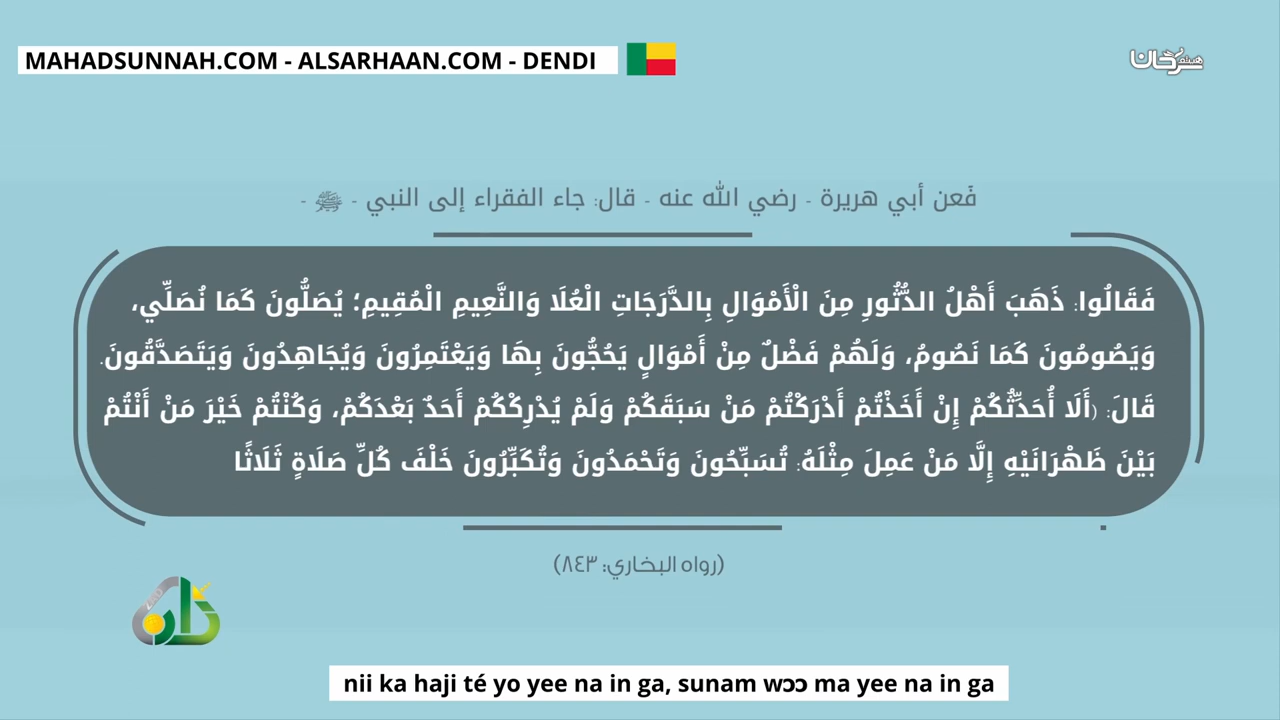 MAHADSUNNAH.COM - ALSARHAAN.COM - DENDI
فَعن أبي هريرة - رضي الله عنه - قال: جاء الفقراء إلى النبي - ﷺ -
فَقَالُوا: ذَهَبَ أَهْلُ الدُّثُورِ مِنَ الْأَمْوَالِ بِالدَّرَجَاتِ الْعُلَا وَالنَّعِيمِ الْمُقِيمِ؛ يُصَلُّونَ كَمَا نُصَلِّي،
وَيَصُومُونَ كَمَا نَصُومُ، وَلَهُمْ فَضْلٌ مِنْ أَمْوَالٍ يَحُجُّونَ بِهَا وَيَعْتَمِرُونَ وَيُجَاهِدُونَ وَيَتَصَدَّقُونَ.
قَالَ: (أَلَا أُحَدِّثُكُمْ إِنْ أَخَذْتُمْ أَدْرَكْتُمْ مَنْ سَبَقَكُمْ وَلَمْ يُدْرِكْكُمْ أَحَدٌ بَعْدَكُمْ، وَكُنْتُمْ خَيْرَ مَنْ أَنْتُمْ
بَيْنَ ظَهْرَانَيْهِ إِلَّا مَنْ عَمِلَ مِثْلَهُ: تُسَبِّحُونَ وَتَحْمَدُونَ وَتُكَبِّرُونَ خَلْفَ كُلِّ صَلَاةٍ ثَلَاثًا
(رواه البخاري: ٨٤٣)
nii ka haji té yo yee na in ga, sunam wɔɔ ma yee na in ga